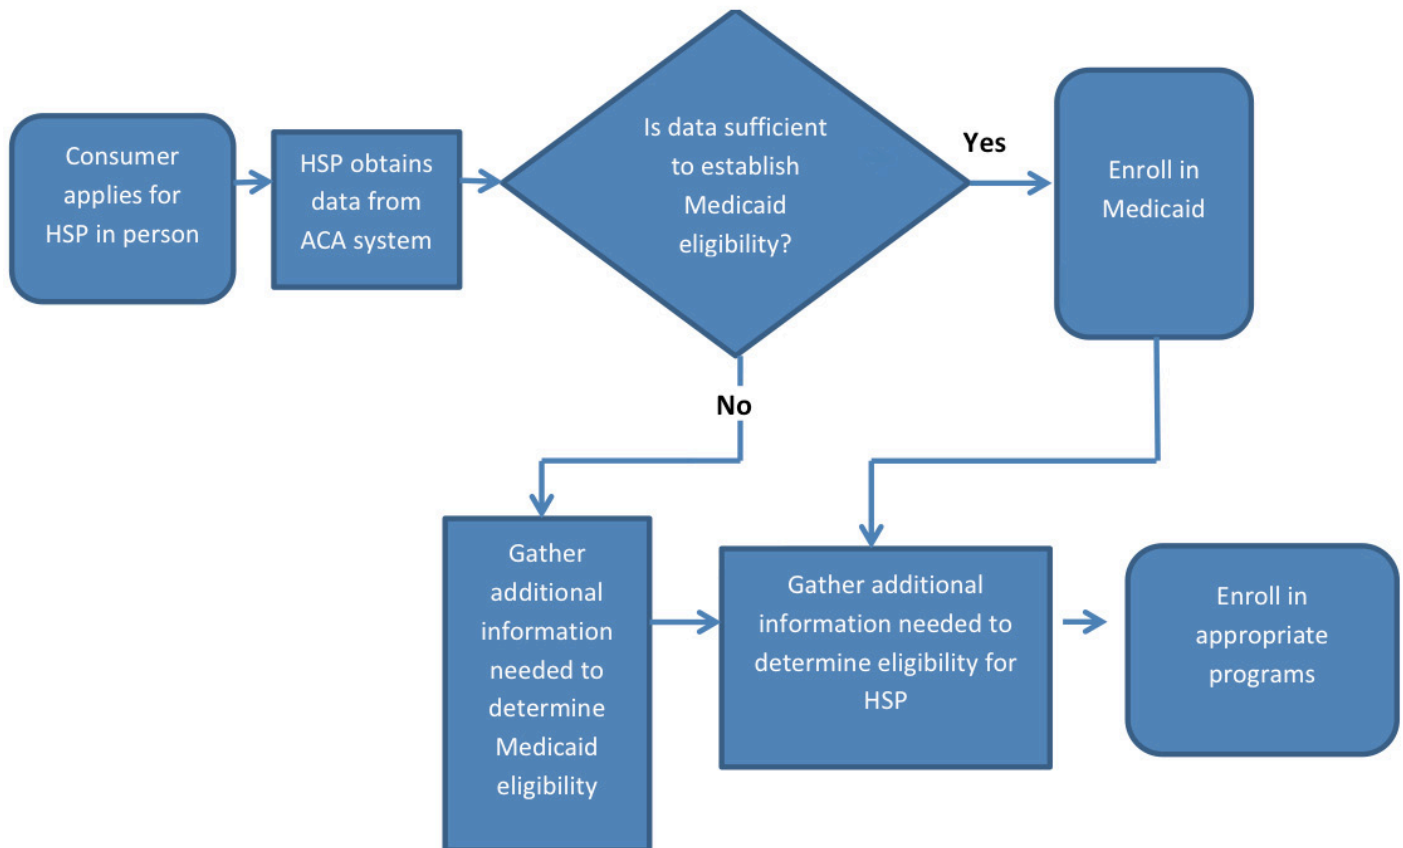 Consumer
applies for
HSP in person
HSP obtains
data from
ACA system
Is data sufficient
to establish
Medicaid
eligibility?
Yes
Enroll in
Medicaid
No
Gather
additional
information
needed to
determine
Medicaid
eligibility
Gather additional
information needed to
determine eligibility for
HSP
Enroll in
appropriate
programs